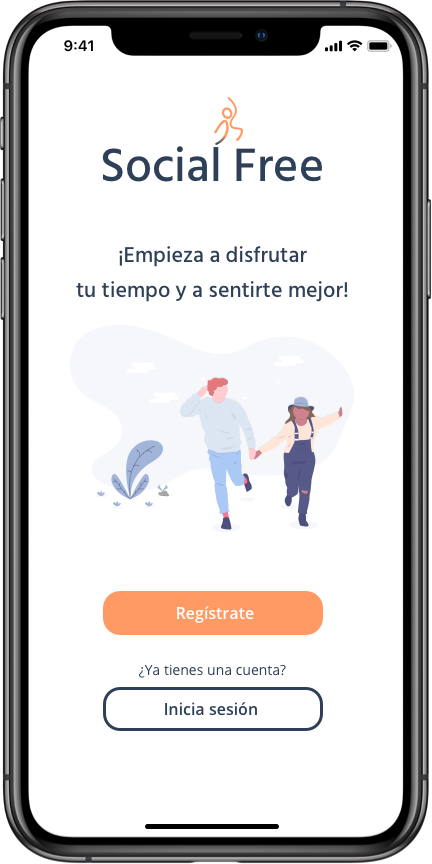 9:41
Social Free
¡Empieza a disfrutar
tu tiempo y a sentirte mejor!
Regístrate
¿Ya tienes una cuenta?
Inicia sesión